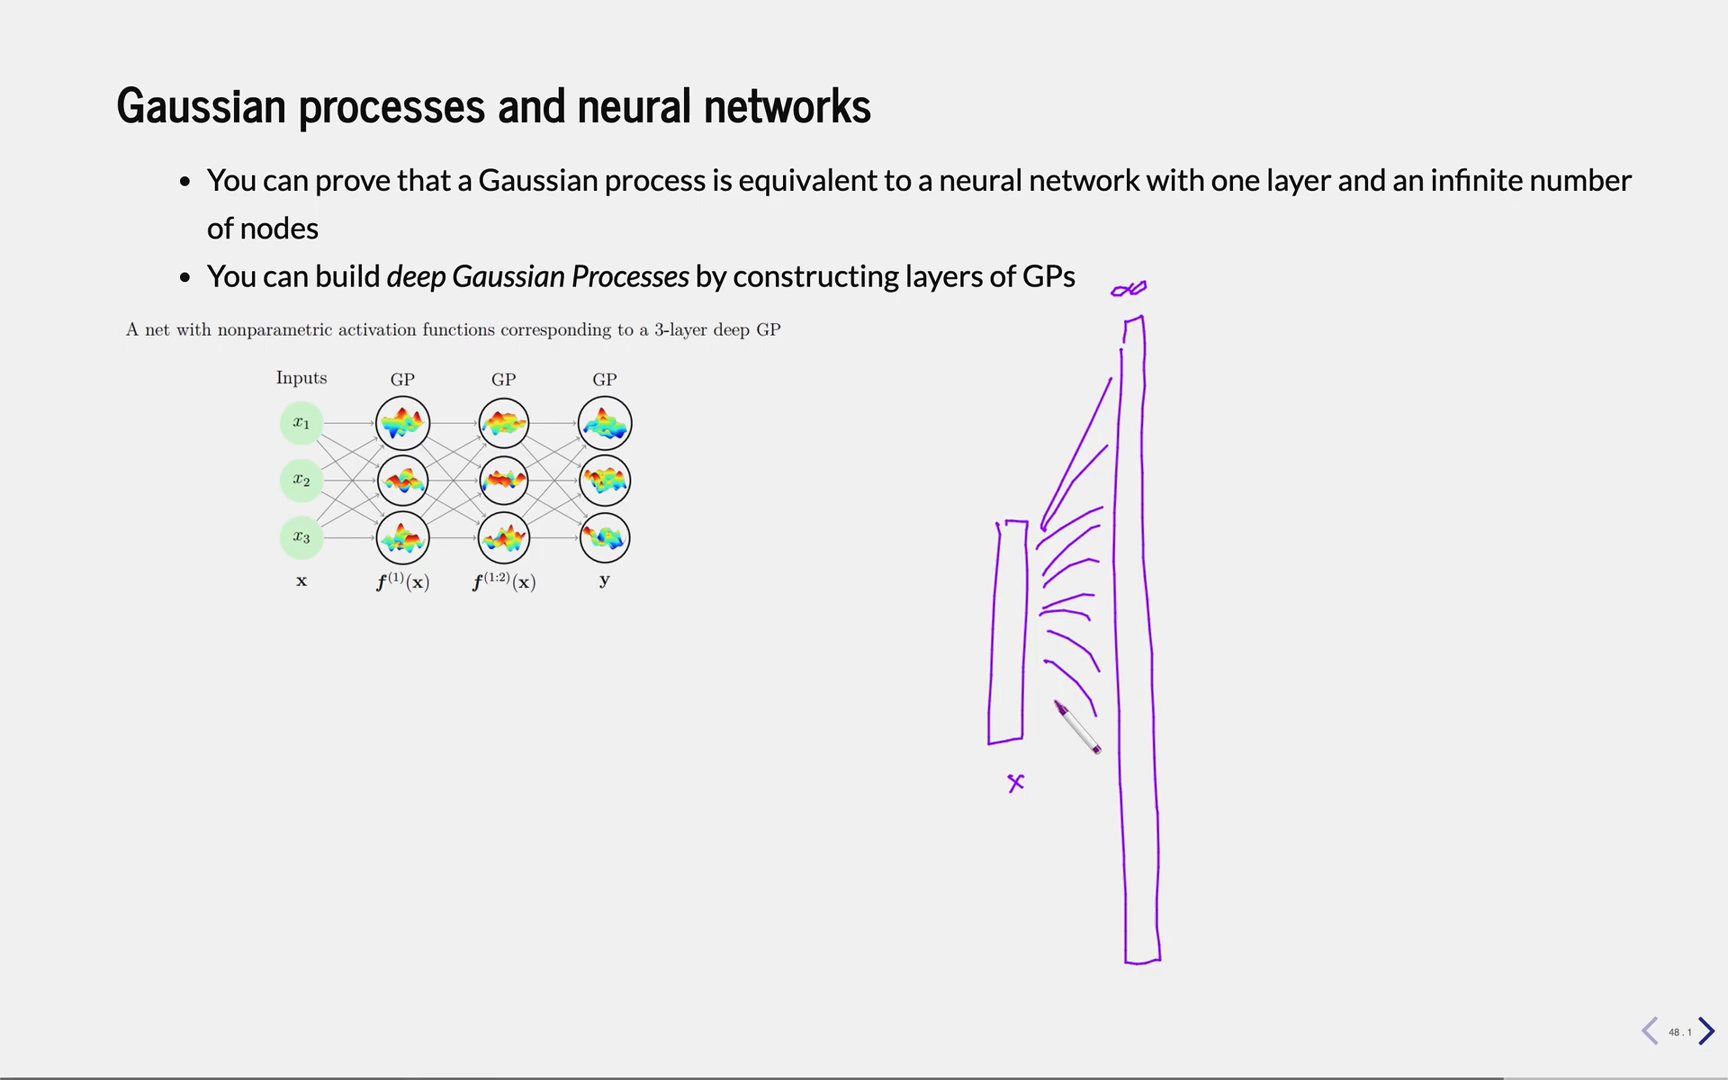 Gaussian processes and neural networks
• You can prove that a Gaussian process is equivalent to a neural network with one layer and an infinite number
of nodes
• You can build deep Gaussian Processes by constructing layers of GPs
∞
A net with nonparametric activation functions corresponding to a 3-layer deep GP
Inputs GP GP GP
x₁
x₂
x₃
x f⁽¹⁾(x) f⁽¹:²⁾(x) y
x
48 . 1